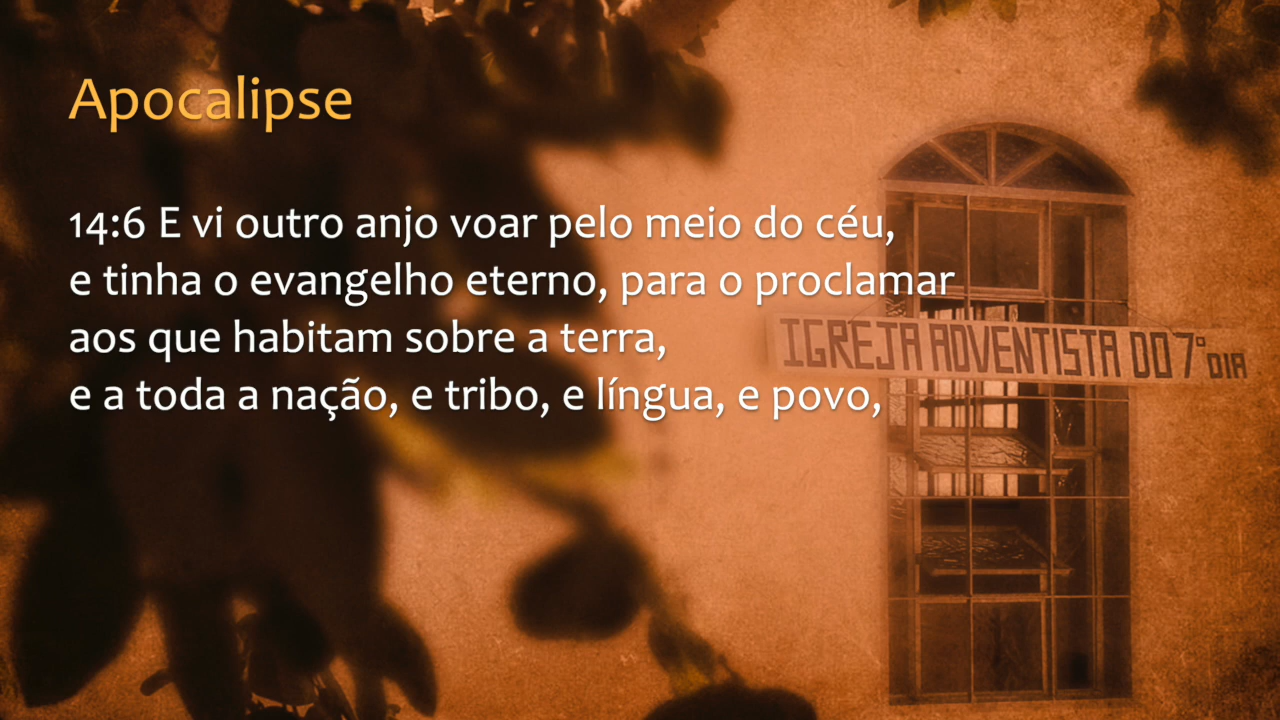 Apocalipse
14:6 E vi outro anjo voar pelo meio do céu,
e tinha o evangelho eterno, para o proclamar
aos que habitam sobre a terra,
e a toda a nação, e tribo, e língua, e povo,
IGREJA ADVENTISTA DO 7° DIA